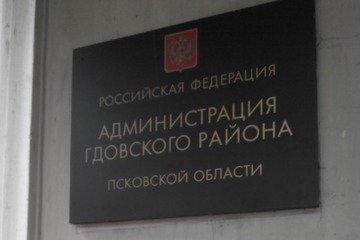 РОССИЙСКАЯ ФЕДЕРАЦИЯ
АДМИНИСТРАЦИЯ
ГДОВСКОГО РАЙОНА
ПСКОВСКОЙ ОБЛАСТИ